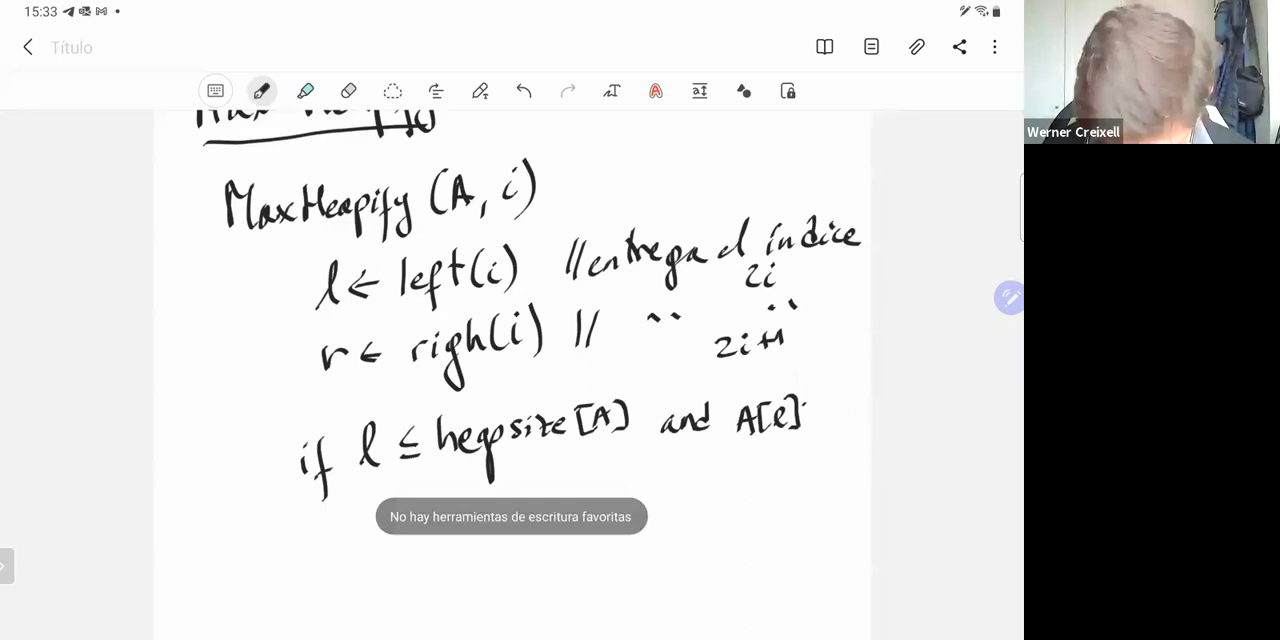 15:33
Título
Werner Creixell
MaxHeapify (A, i)
l ← left(i) // entrega el índice
2i
r ← righ(i) // " "
2i+1
if l ≤ heapsize[A] and A[l]
No hay herramientas de escritura favoritas